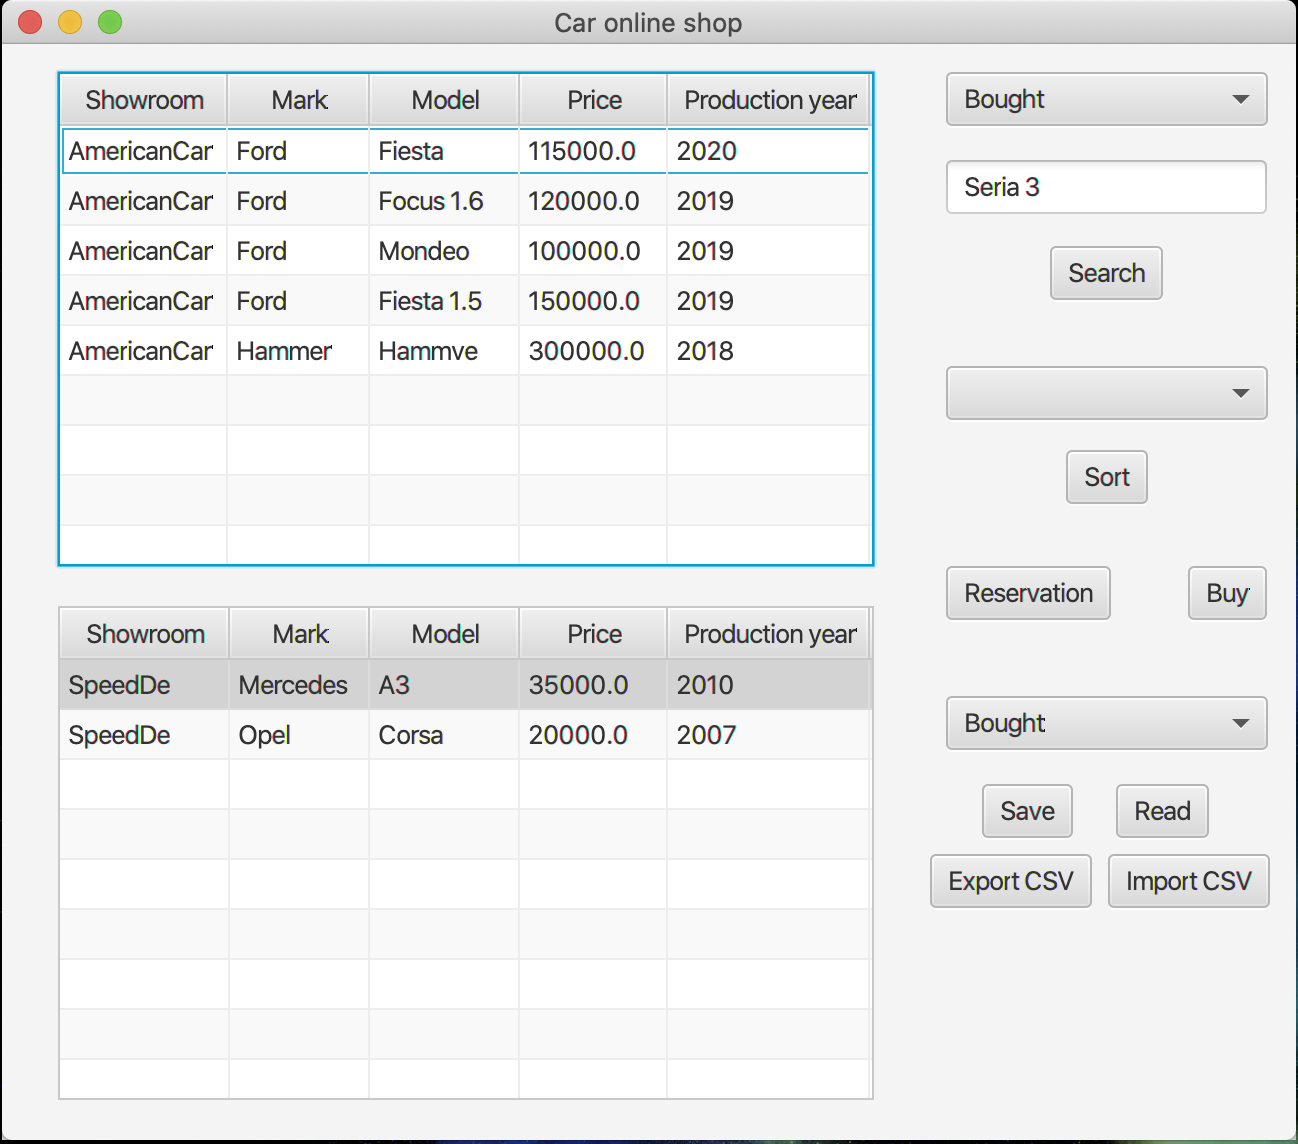 Car online shop
Showroom Mark Model Price Production year
AmericanCar Ford Fiesta 115000.0 2020
AmericanCar Ford Focus 1.6 120000.0 2019
AmericanCar Ford Mondeo 100000.0 2019
AmericanCar Ford Fiesta 1.5 150000.0 2019
AmericanCar Hammer Hammve 300000.0 2018
Showroom Mark Model Price Production year
SpeedDe Mercedes A3 35000.0 2010
SpeedDe Opel Corsa 20000.0 2007
Bought
Seria 3
Search
Sort
Reservation Buy
Bought
Save Read
Export CSV Import CSV